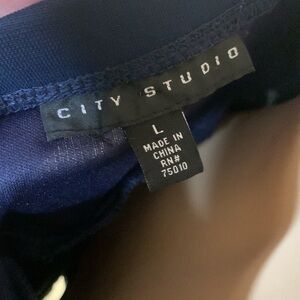 CITY STUDIO
L
MADE IN
CHINA
RN#
75010